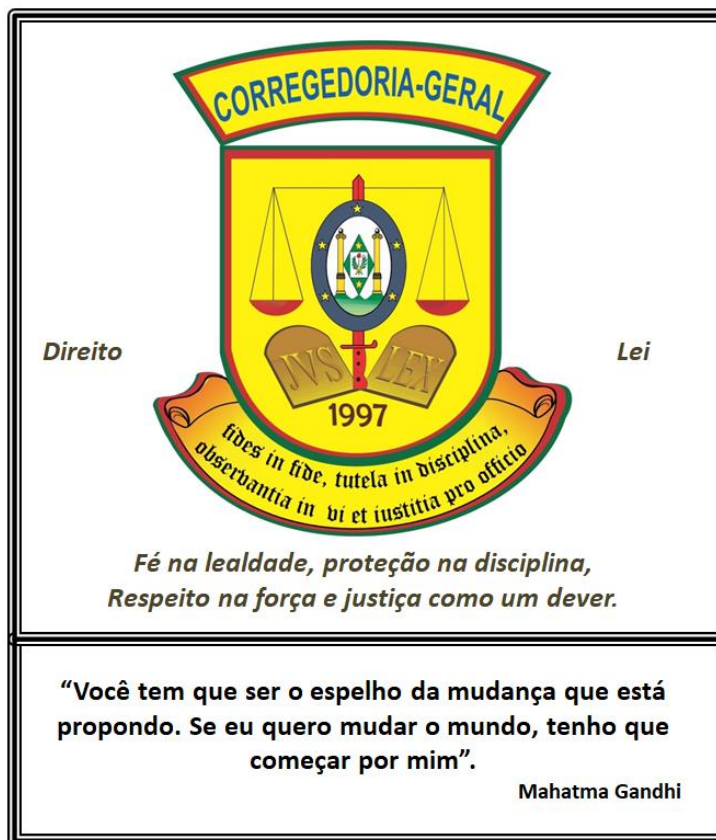 CORREGEDORIA-GERAL
Direito
Lei
JVS LEX
1997
fides in fide, tutela in disciplina,
observantia in vi et iustitia pro officio
Fé na lealdade, proteção na disciplina,
Respeito na força e justiça como um dever.
“Você tem que ser o espelho da mudança que está
propondo. Se eu quero mudar o mundo, tenho que
começar por mim”.
Mahatma Gandhi